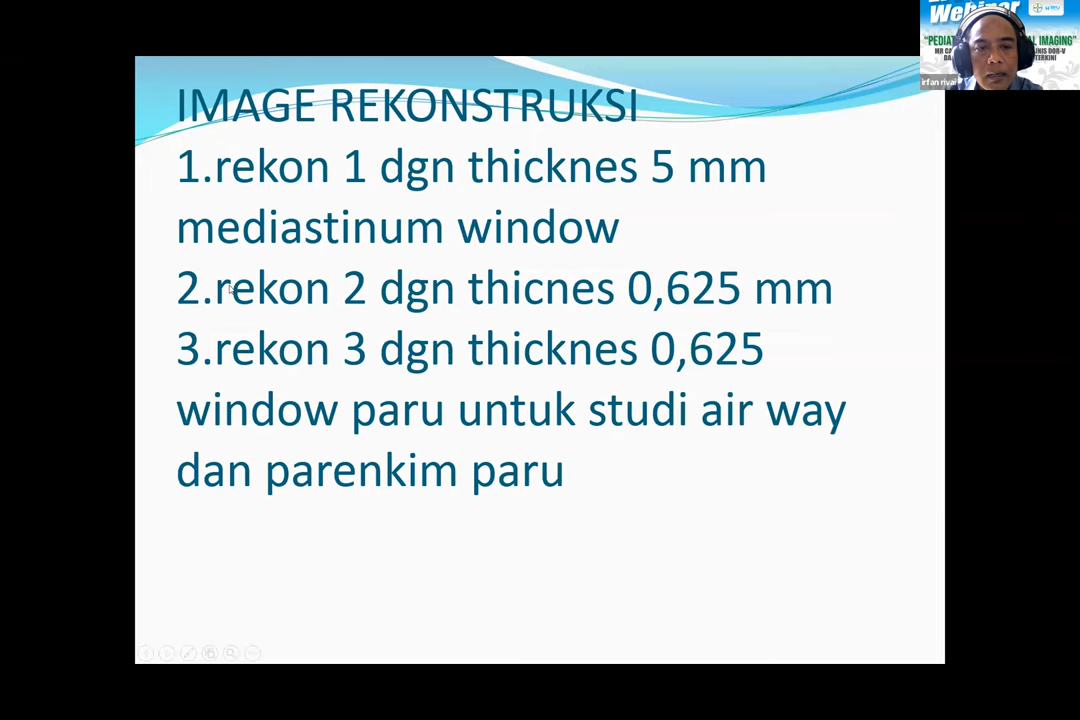 IMAGE REKONSTRUKSI
1.rekon 1 dgn thicknes 5 mm
mediastinum window
2.rekon 2 dgn thicnes 0,625 mm
3.rekon 3 dgn thicknes 0,625
window paru untuk studi air way
dan parenkim paru
Webinar
irfan rivai